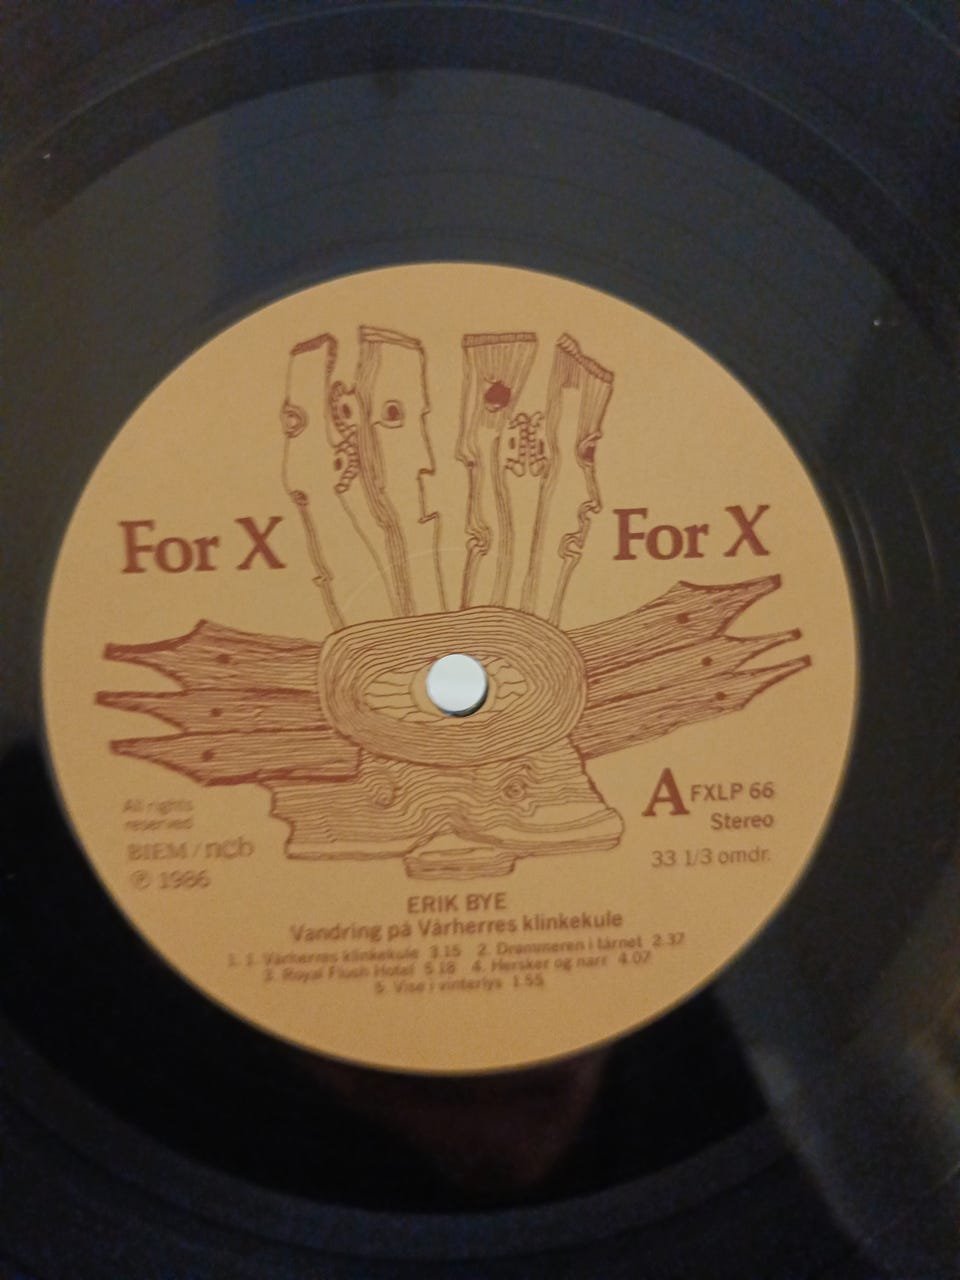 For X
For X
All rights
reserved
BIEM / ncb
℗ 1986
A FXLP 66
Stereo
33 1/3 omdr.
ERIK BYE
Vandring på Vårherres klinkekule
1. 1. Vårherres klinkekule 3.15 2. Drømmeren i tårnet 2.37
3. Royal Flush Hotel 5.18 4. Hersker og narr 4.07
5. Vise i vinterlys 1.55